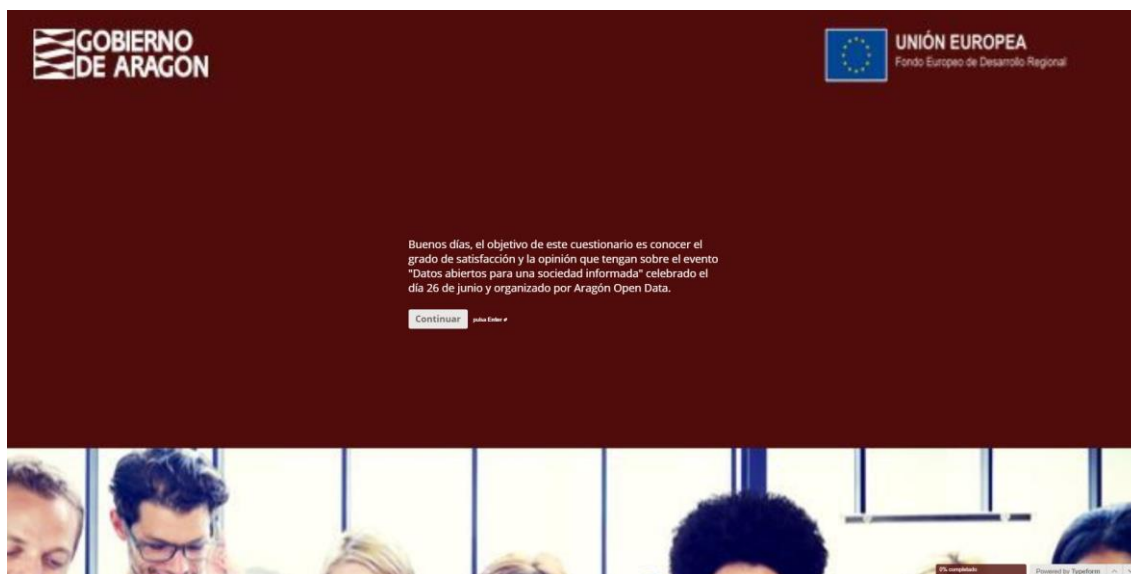 GOBIERNO
DE ARAGON
UNIÓN EUROPEA
Fondo Europeo de Desarrollo Regional
Buenos días, el objetivo de este cuestionario es conocer el
grado de satisfacción y la opinión que tengan sobre el evento
"Datos abiertos para una sociedad informada" celebrado el
día 26 de junio y organizado por Aragón Open Data.
Continuar
pulsa Enter
0% completado
Powered by Typeform